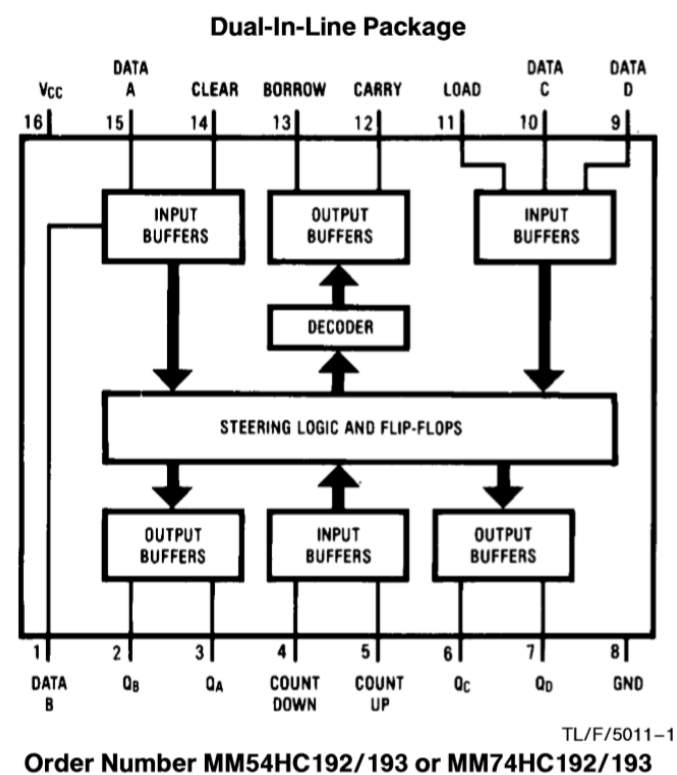 Dual-In-Line Package
VCC
DATA A
CLEAR
BORROW
CARRY
LOAD
DATA C
DATA D
16
15
14
13
12
11
10
9
INPUT BUFFERS
OUTPUT BUFFERS
INPUT BUFFERS
DECODER
STEERING LOGIC AND FLIP-FLOPS
OUTPUT BUFFERS
INPUT BUFFERS
OUTPUT BUFFERS
1
2
3
4
5
6
7
8
DATA B
QB
QA
COUNT DOWN
COUNT UP
QC
QD
GND
TL/F/5011-1
Order Number MM54HC192/193 or MM74HC192/193